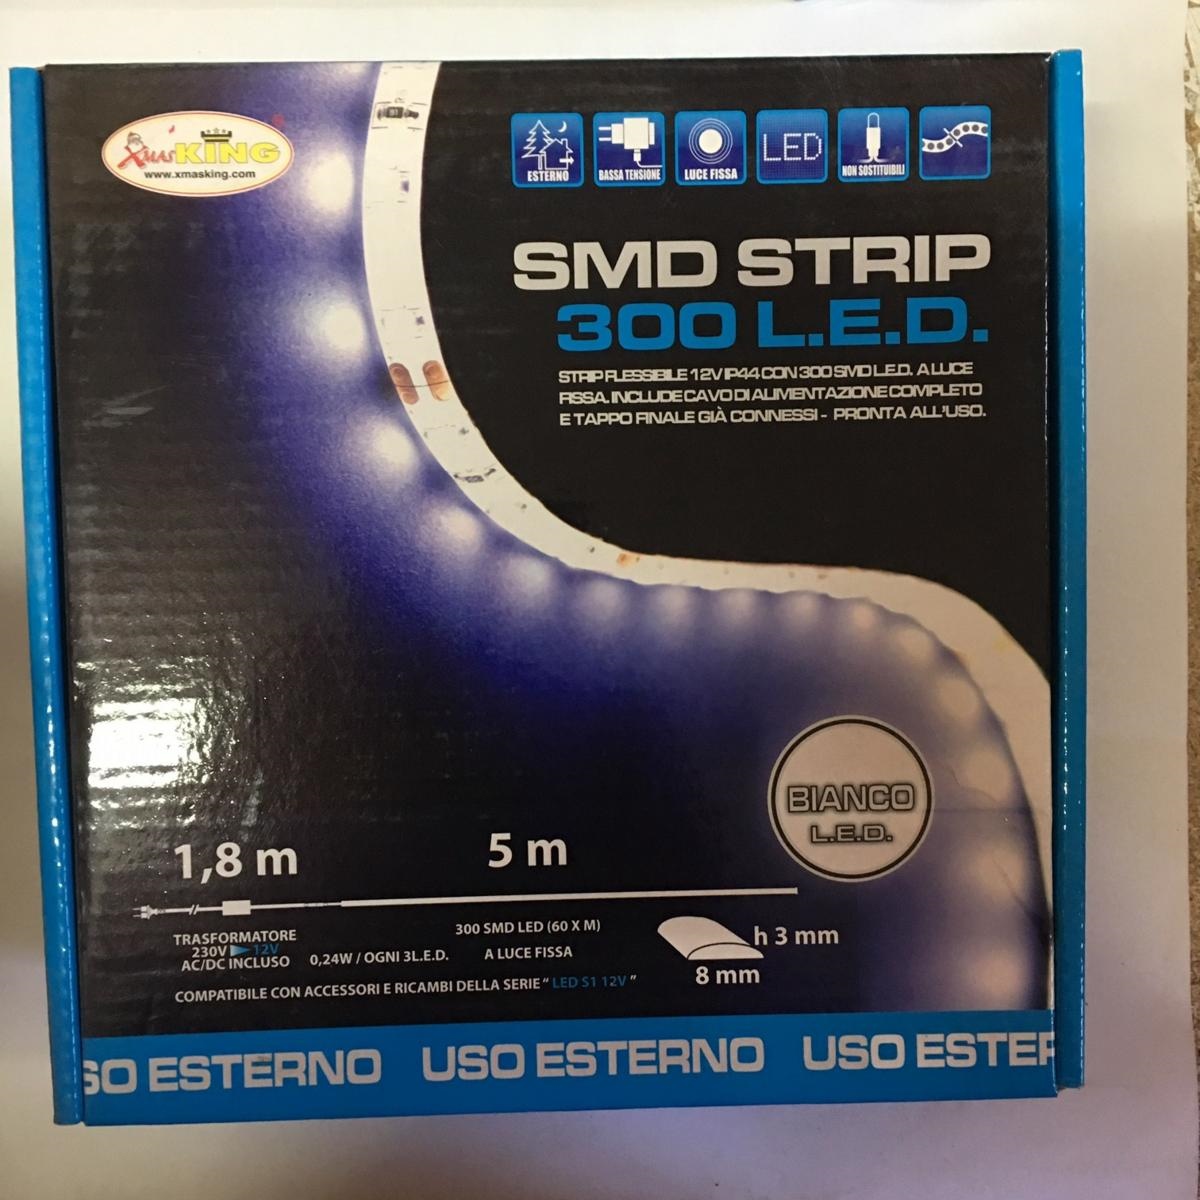 XMAS KING
www.xmasking.com
ESTERNO
BASSA TENSIONE
LUCE FISSA
LED
NON SOSTITUIBILI
SMD STRIP
300 L.E.D.
STRIP FLESSIBILE 12V IP44 CON 300 SMD L.E.D. A LUCE
FISSA. INCLUDE CAVO DI ALIMENTAZIONE COMPLETO
E TAPPO FINALE GIÀ CONNESSI - PRONTA ALL'USO.
BIANCO
L.E.D.
1,8 m
5 m
TRASFORMATORE
230V 12V
AC/DC INCLUSO
0,24W / OGNI 3L.E.D.
300 SMD LED (60 X M)
A LUCE FISSA
h 3 mm
8 mm
COMPATIBILE CON ACCESSORI E RICAMBI DELLA SERIE " LED S1 12V "
SO ESTERNO USO ESTERNO USO ESTER